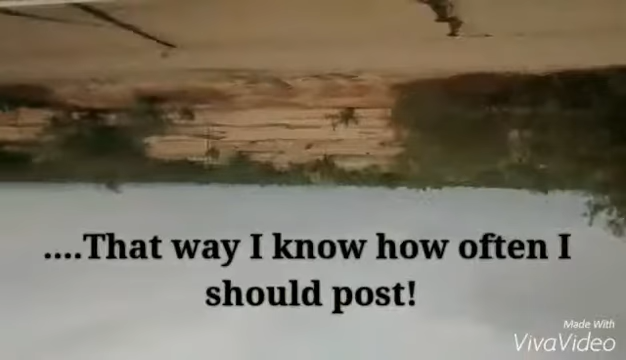 ....That way I know how often I
should post!
Made With
VivaVideo